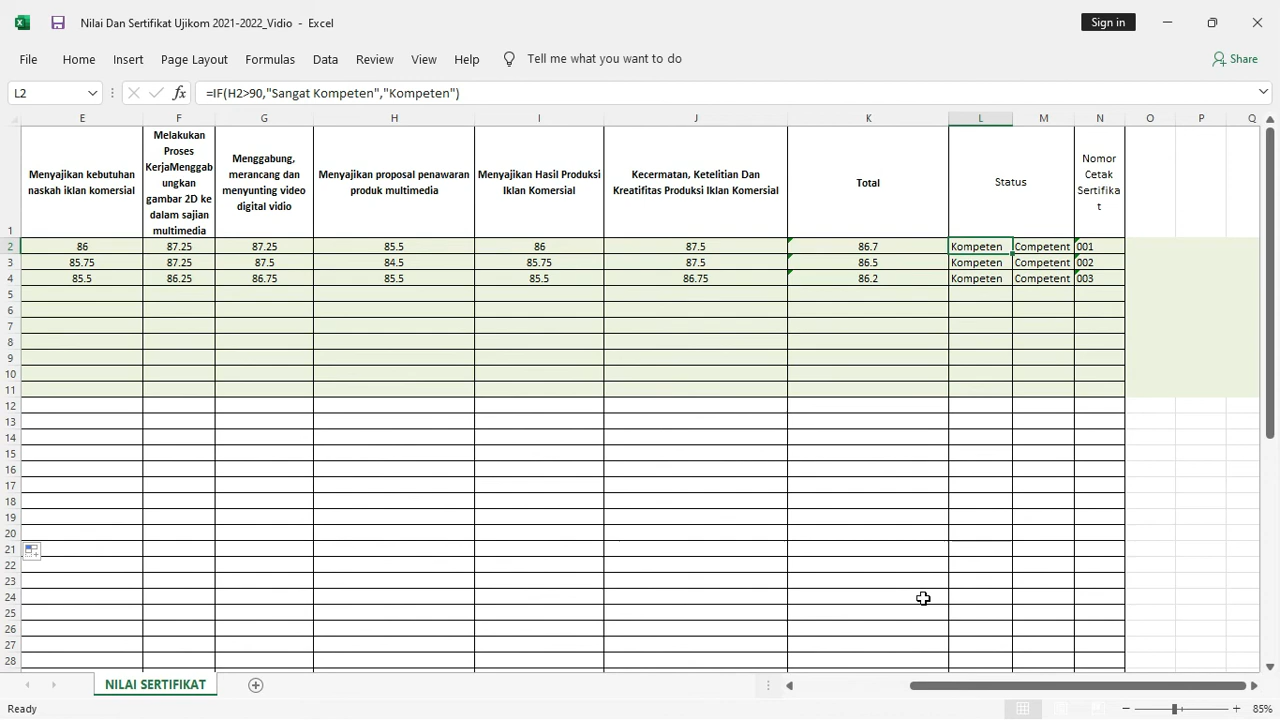 Nilai Dan Sertifikat Ujikom 2021-2022_Vidio - Excel
Sign in
File Home Insert Page Layout Formulas Data Review View Help Tell me what you want to do Share
L2 fx =IF(H2>90,"Sangat Kompeten","Kompeten")
E F G H I J K L M N O P Q
1
Menyajikan kebutuhan
naskah iklan komersial
Melakukan
Proses
KerjaMenggab
ungkan
gambar 2D ke
dalam sajian
multimedia
Menggabung,
merancang dan
menyunting video
digital vidio
Menyajikan proposal penawaran
produk multimedia
Menyajikan Hasil Produksi
Iklan Komersial
Kecermatan, Ketelitian Dan
Kreatifitas Produksi Iklan Komersial
Total
Status
Nomor
Cetak
Sertifika
t
2 86 87.25 87.25 85.5 86 87.5 86.7 Kompeten Competent 001
3 85.75 87.25 87.5 84.5 85.75 87.5 86.5 Kompeten Competent 002
4 85.5 86.25 86.75 85.5 85.5 86.75 86.2 Kompeten Competent 003
5
6
7
8
9
10
11
12
13
14
15
16
17
18
19
20
21
22
23
24
25
26
27
28
NILAI SERTIFIKAT
Ready
85%